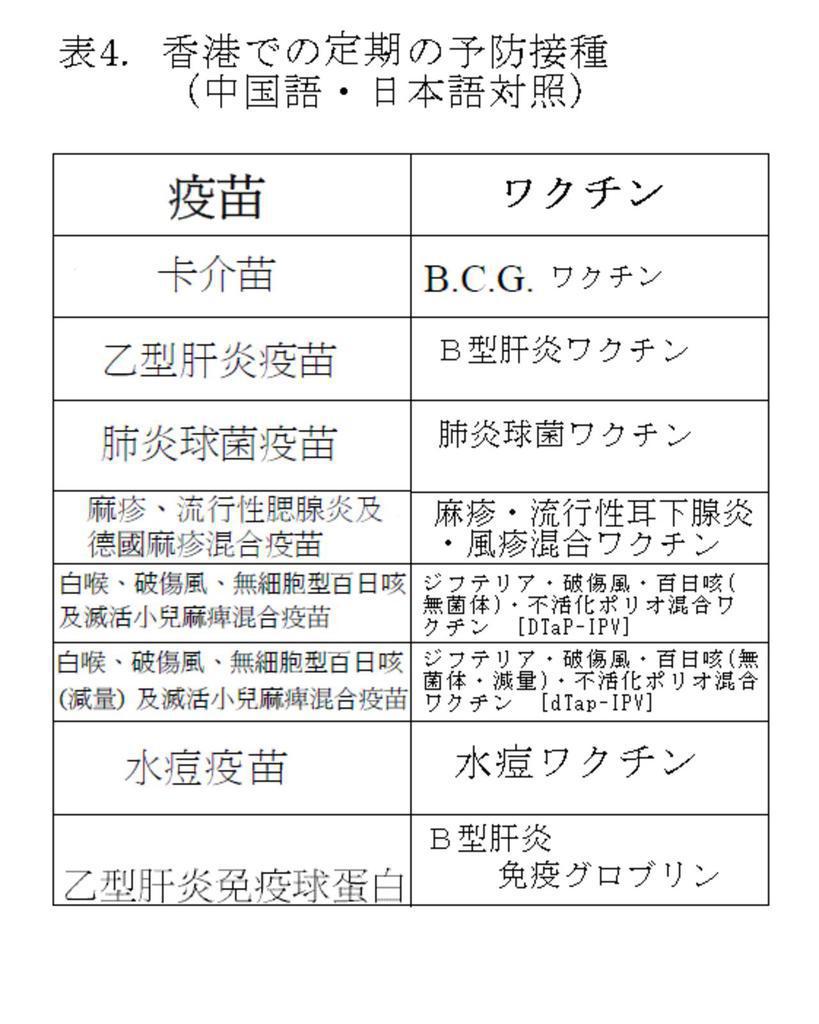 表4. 香港での定期の予防接種
(中国語・日本語対照)
疫苗
ワクチン
卡介苗
B.C.G. ワクチン
乙型肝炎疫苗
B型肝炎ワクチン
肺炎球菌疫苗
肺炎球菌ワクチン
麻疹、流行性腮腺炎及
德國麻疹混合疫苗
麻疹・流行性耳下腺炎
・風疹混合ワクチン
白喉、破傷風、無細胞型百日咳
及滅活小兒麻痺混合疫苗
ジフテリア・破傷風・百日咳(
無菌体)・不活化ポリオ混合ワ
クチン [DTaP-IPV]
白喉、破傷風、無細胞型百日咳
(減量) 及滅活小兒麻痺混合疫苗
ジフテリア・破傷風・百日咳(無
菌体・減量)・不活化ポリオ混合
ワクチン [dTap-IPV]
水痘疫苗
水痘ワクチン
乙型肝炎免疫球蛋白
B型肝炎
免疫グロブリン